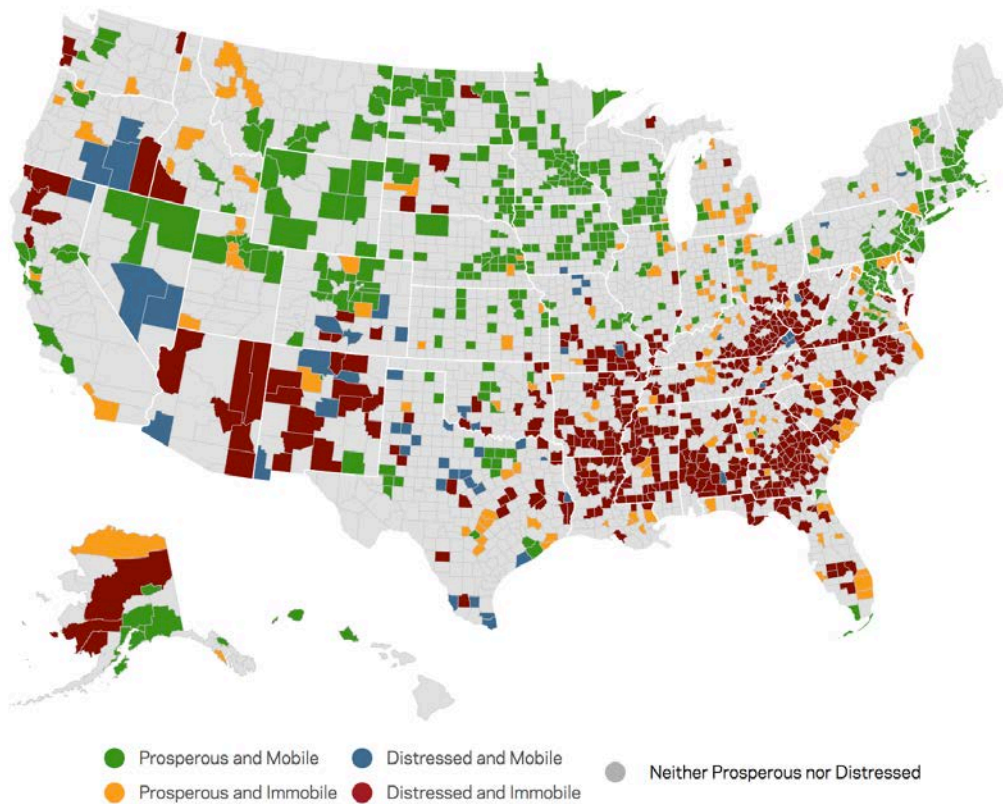 Prosperous and Mobile
Distressed and Mobile
Neither Prosperous nor Distressed
Prosperous and Immobile
Distressed and Immobile